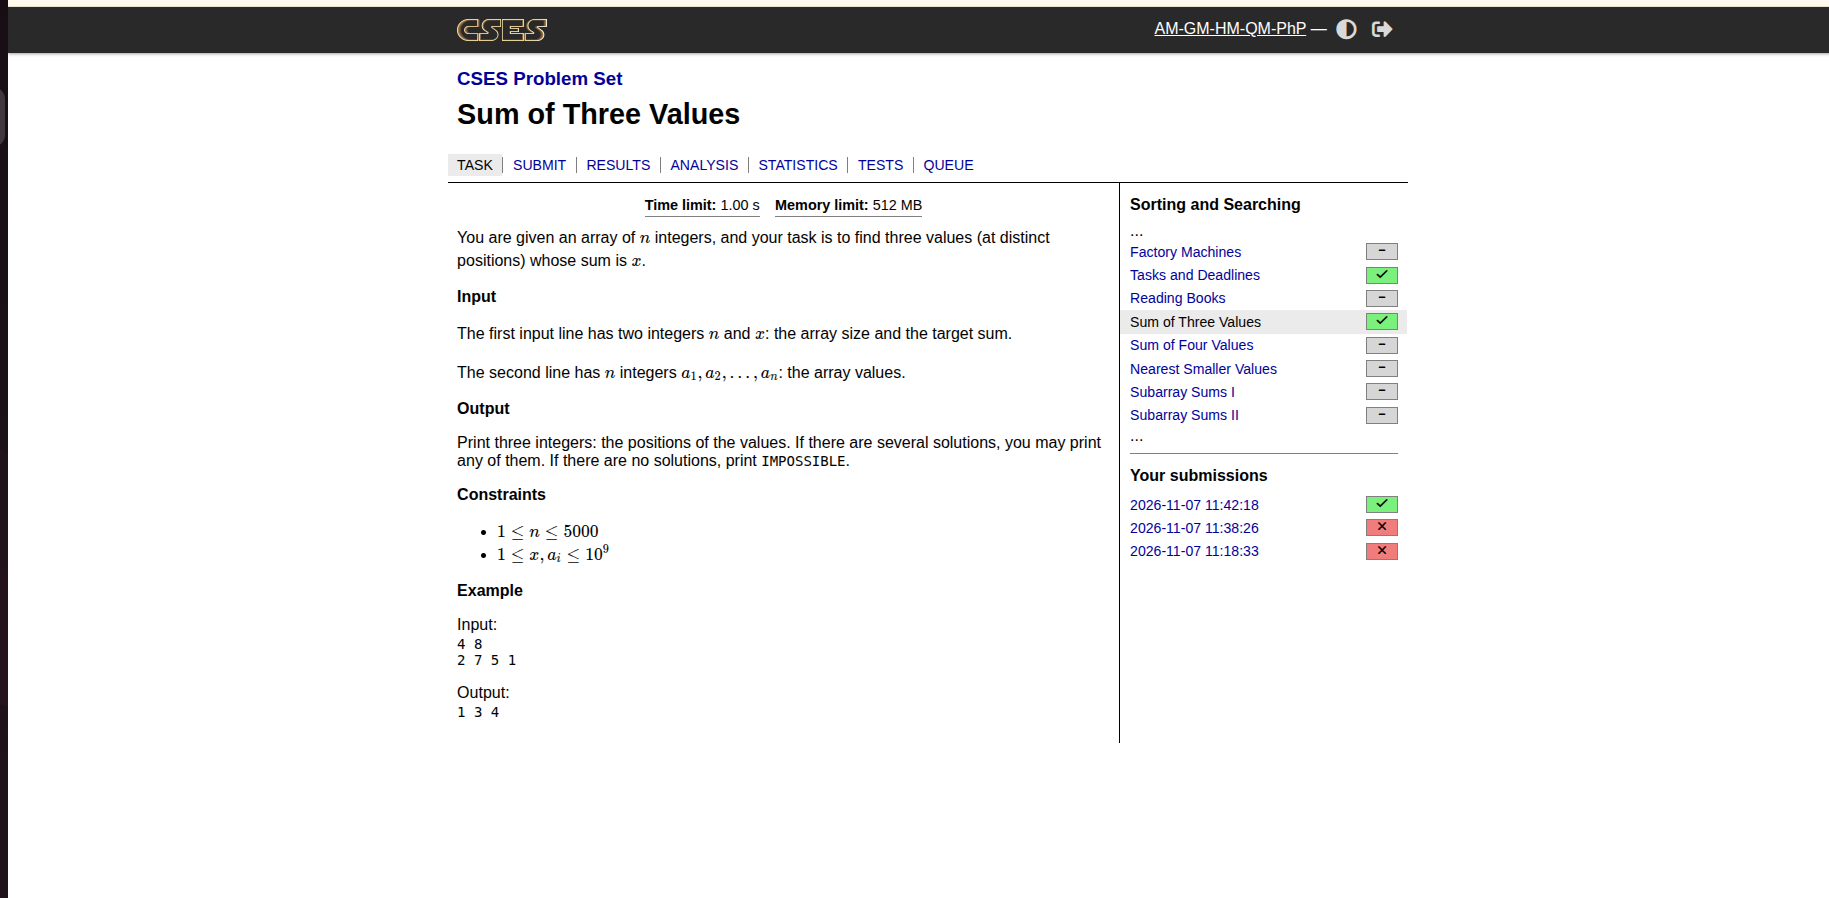 CSES
AM-GM-HM-QM-PhP —
CSES Problem Set
Sum of Three Values
TASK | SUBMIT | RESULTS | ANALYSIS | STATISTICS | TESTS | QUEUE
Time limit: 1.00 s Memory limit: 512 MB
You are given an array of n integers, and your task is to find three values (at distinct
positions) whose sum is x.
Input
The first input line has two integers n and x: the array size and the target sum.
The second line has n integers a₁, a₂, …, aₙ: the array values.
Output
Print three integers: the positions of the values. If there are several solutions, you may print
any of them. If there are no solutions, print IMPOSSIBLE.
Constraints
• 1 ≤ n ≤ 5000
• 1 ≤ x, aᵢ ≤ 10⁹
Example
Input:
4 8
2 7 5 1
Output:
1 3 4
Sorting and Searching
...
Factory Machines –
Tasks and Deadlines ✓
Reading Books –
Sum of Three Values ✓
Sum of Four Values –
Nearest Smaller Values –
Subarray Sums I –
Subarray Sums II –
...
Your submissions
2026-11-07 11:42:18 ✓
2026-11-07 11:38:26 ✕
2026-11-07 11:18:33 ✕